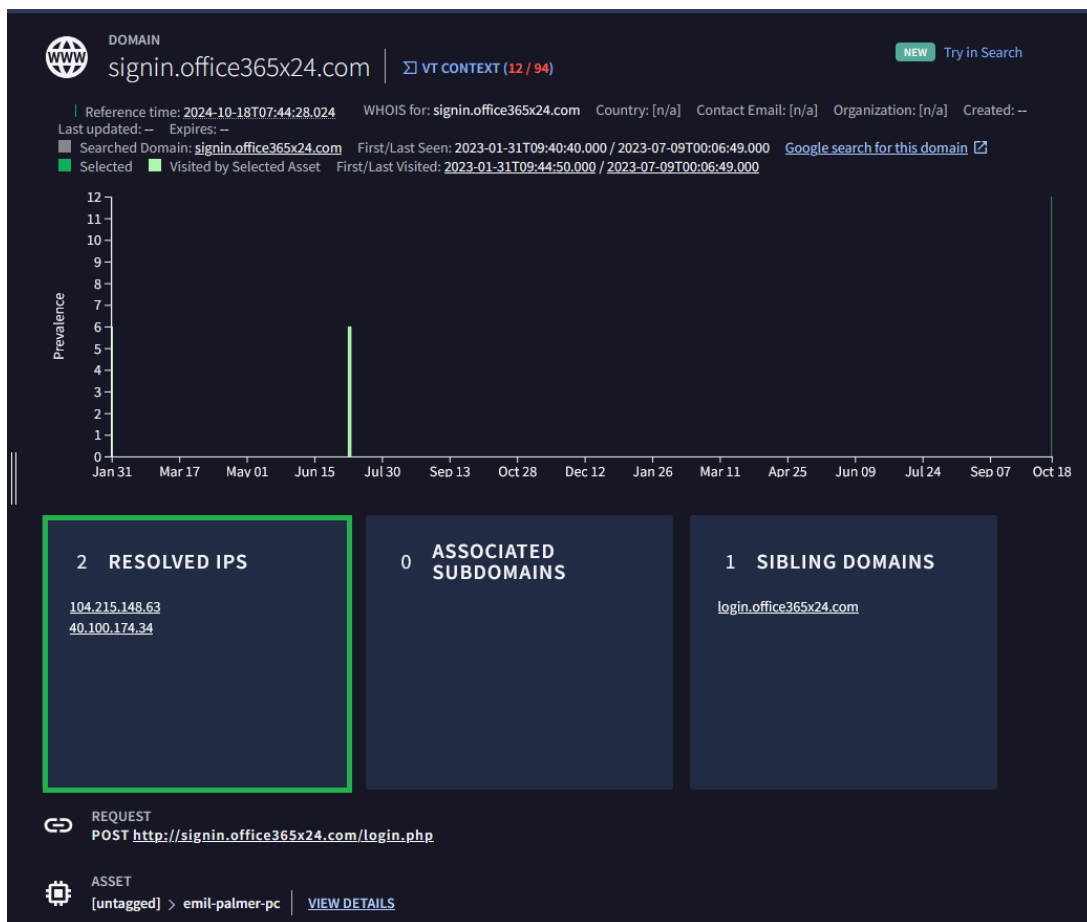 DOMAIN
WWW signin.office365x24.com ∑ VT CONTEXT (12 / 94) NEW Try in Search
Reference time: 2024-10-18T07:44:28.024 WHOIS for: signin.office365x24.com Country: [n/a] Contact Email: [n/a] Organization: [n/a] Created: --
Last updated: -- Expires: --
Searched Domain: signin.office365x24.com First/Last Seen: 2023-01-31T09:40:40.000 / 2023-07-09T00:06:49.000 Google search for this domain
Selected Visited by Selected Asset First/Last Visited: 2023-01-31T09:44:50.000 / 2023-07-09T00:06:49.000
12
11
10
9
8
7
6
5
4
3
2
1
0
Prevalence
Jan 31 Mar 17 May 01 Jun 15 Jul 30 Sep 13 Oct 28 Dec 12 Jan 26 Mar 11 Apr 25 Jun 09 Jul 24 Sep 07 Oct 18
2 RESOLVED IPS
104.215.148.63
40.100.174.34
0 ASSOCIATED
SUBDOMAINS
1 SIBLING DOMAINS
login.office365x24.com
REQUEST
POST http://signin.office365x24.com/login.php
ASSET
[untagged] > emil-palmer-pc VIEW DETAILS